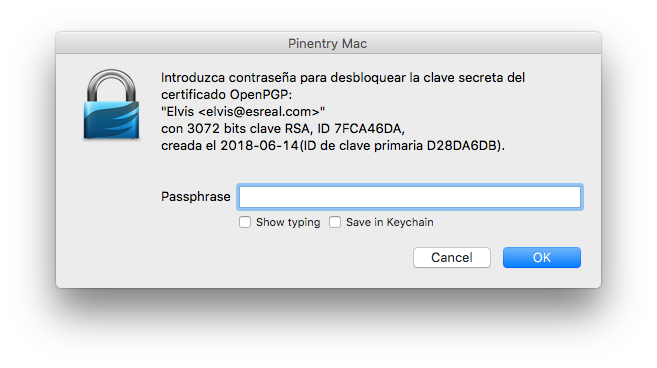 Pinentry Mac
Introduzca contraseña para desbloquear la clave secreta del
certificado OpenPGP:
"Elvis <elvis@esreal.com>"
con 3072 bits clave RSA, ID 7FCA46DA,
creada el 2018-06-14(ID de clave primaria D28DA6DB).
Passphrase
Show typing Save in Keychain
Cancel OK